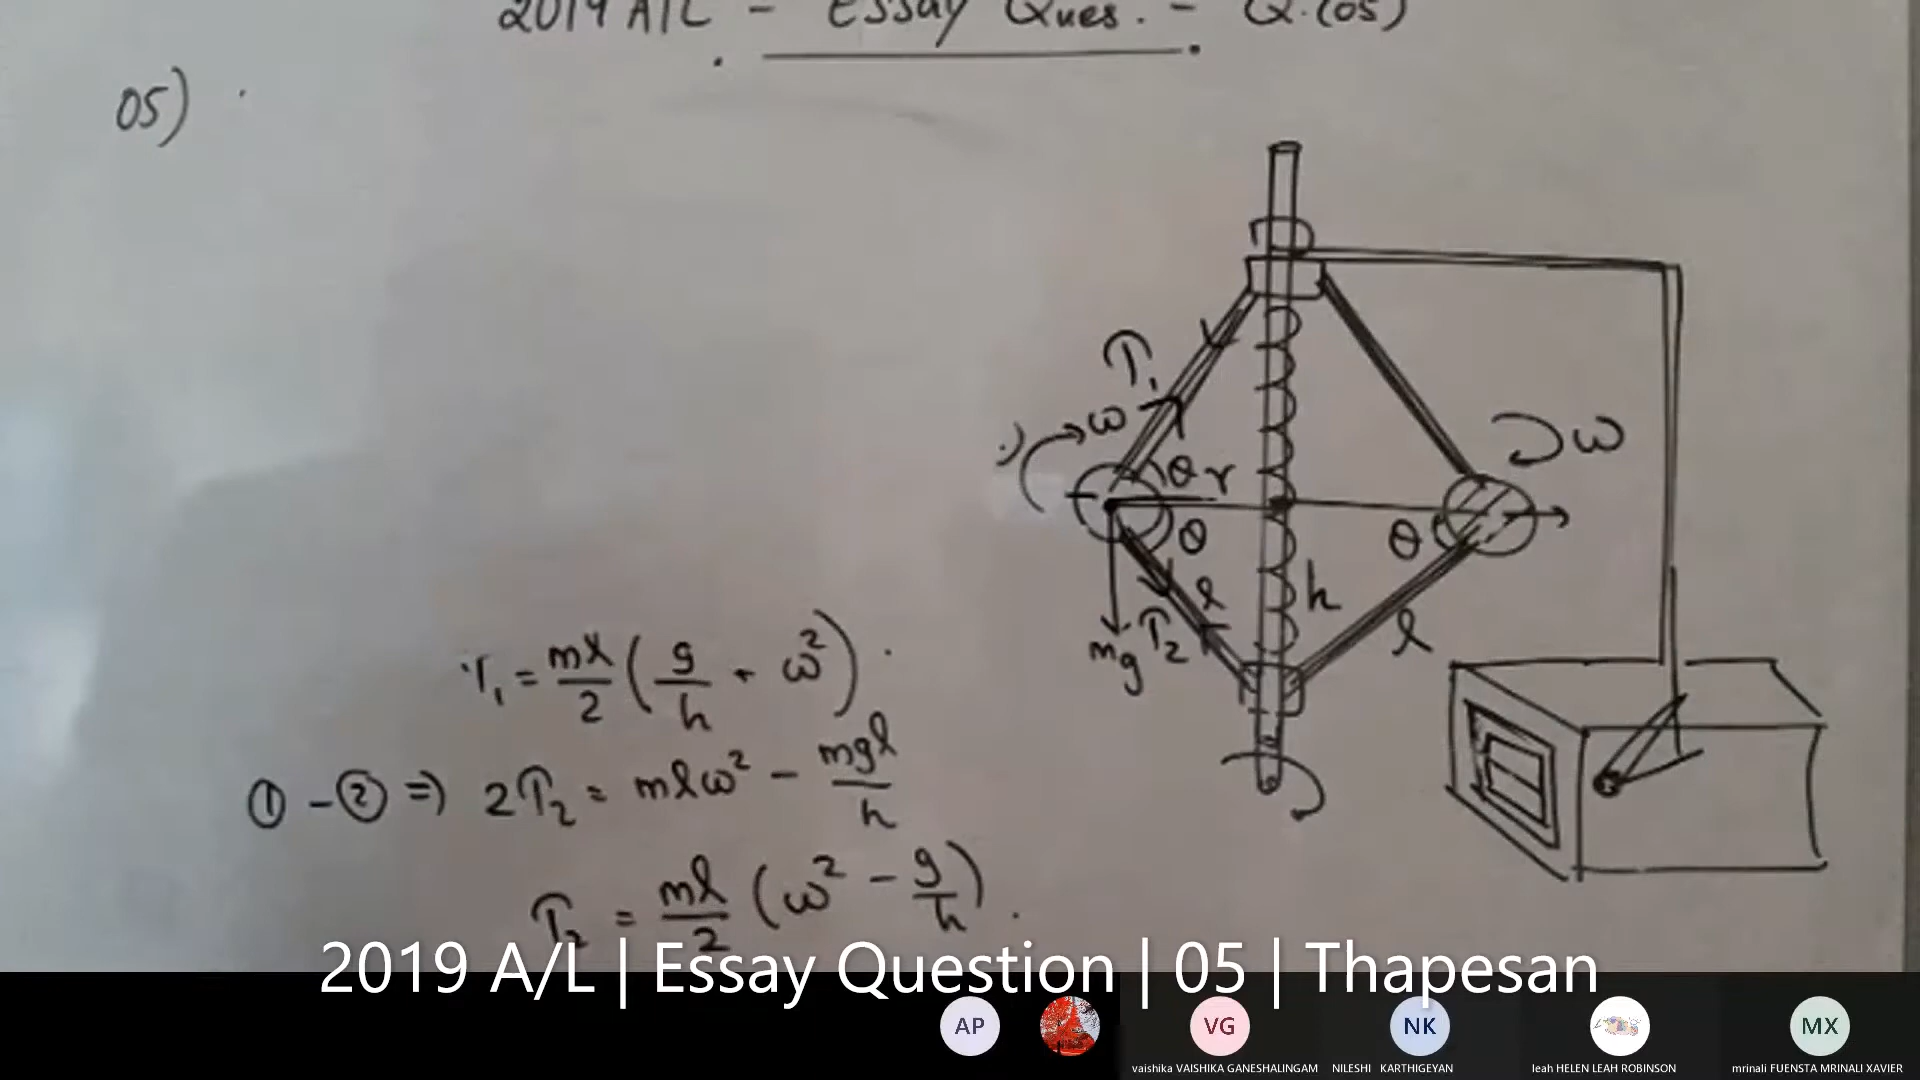 2019 A/L - Essay Ques. - Q.(05)
05)
T₁
ω
θ r
θ
l
mg T₂
h
θ
l
ω
T₁ = ml/2 (g/h + ω²).
① - ② ⇒ 2T₂ = mlω² - mgl/h
T₂ = ml/2 (ω² - g/h).
2019 A/L | Essay Question | 05 | Thapesan
AP
VG
NK
MX
vaishika VAISHIKA GANESHALINGAM
NILESHI KARTHIGEYAN
leah HELEN LEAH ROBINSON
mrinali FUENSTA MRINALI XAVIER